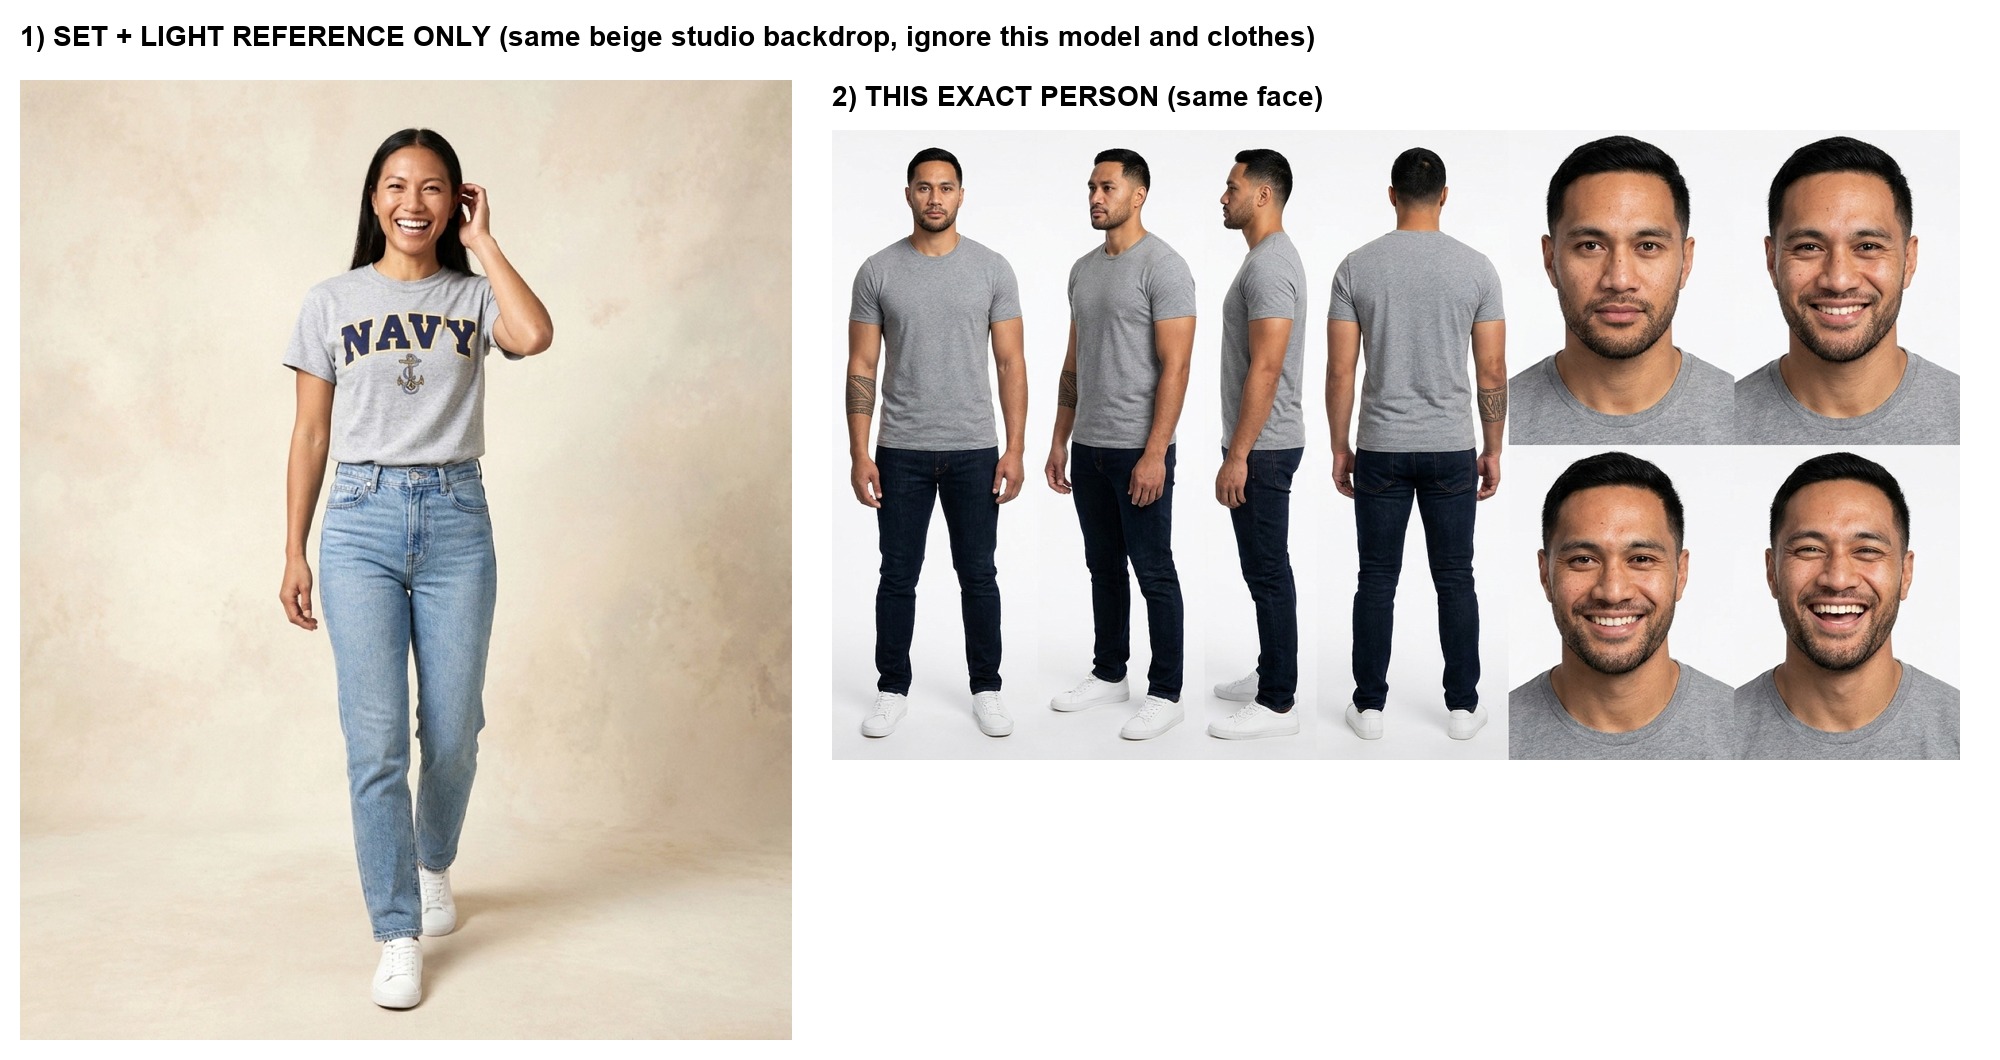 1) SET + LIGHT REFERENCE ONLY (same beige studio backdrop, ignore this model and clothes)
2) THIS EXACT PERSON (same face)
NAVY